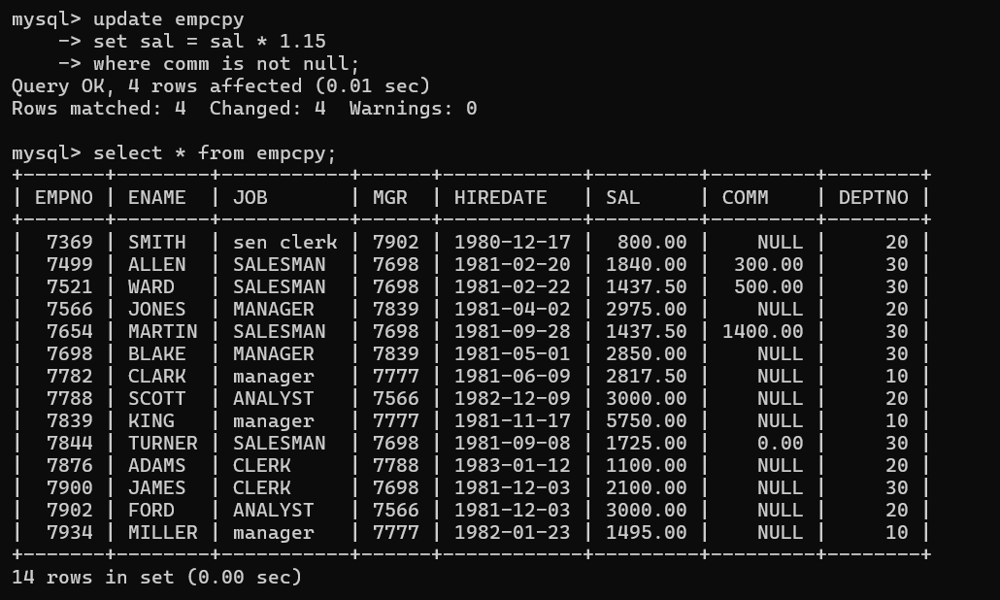 mysql> update empcpy
    -> set sal = sal * 1.15
    -> where comm is not null;
Query OK, 4 rows affected (0.01 sec)
Rows matched: 4  Changed: 4  Warnings: 0

mysql> select * from empcpy;
+-------+--------+-----------+------+------------+---------+---------+--------+
| EMPNO | ENAME  | JOB       | MGR  | HIREDATE   | SAL     | COMM    | DEPTNO |
+-------+--------+-----------+------+------------+---------+---------+--------+
|  7369 | SMITH  | sen clerk | 7902 | 1980-12-17 |  800.00 |    NULL |     20 |
|  7499 | ALLEN  | SALESMAN  | 7698 | 1981-02-20 | 1840.00 |  300.00 |     30 |
|  7521 | WARD   | SALESMAN  | 7698 | 1981-02-22 | 1437.50 |  500.00 |     30 |
|  7566 | JONES  | MANAGER   | 7839 | 1981-04-02 | 2975.00 |    NULL |     20 |
|  7654 | MARTIN | SALESMAN  | 7698 | 1981-09-28 | 1437.50 | 1400.00 |     30 |
|  7698 | BLAKE  | MANAGER   | 7839 | 1981-05-01 | 2850.00 |    NULL |     30 |
|  7782 | CLARK  | manager   | 7777 | 1981-06-09 | 2817.50 |    NULL |     10 |
|  7788 | SCOTT  | ANALYST   | 7566 | 1982-12-09 | 3000.00 |    NULL |     20 |
|  7839 | KING   | manager   | 7777 | 1981-11-17 | 5750.00 |    NULL |     10 |
|  7844 | TURNER | SALESMAN  | 7698 | 1981-09-08 | 1725.00 |    0.00 |     30 |
|  7876 | ADAMS  | CLERK     | 7788 | 1983-01-12 | 1100.00 |    NULL |     20 |
|  7900 | JAMES  | CLERK     | 7698 | 1981-12-03 | 2100.00 |    NULL |     30 |
|  7902 | FORD   | ANALYST   | 7566 | 1981-12-03 | 3000.00 |    NULL |     20 |
|  7934 | MILLER | manager   | 7777 | 1982-01-23 | 1495.00 |    NULL |     10 |
+-------+--------+-----------+------+------------+---------+---------+--------+
14 rows in set (0.00 sec)